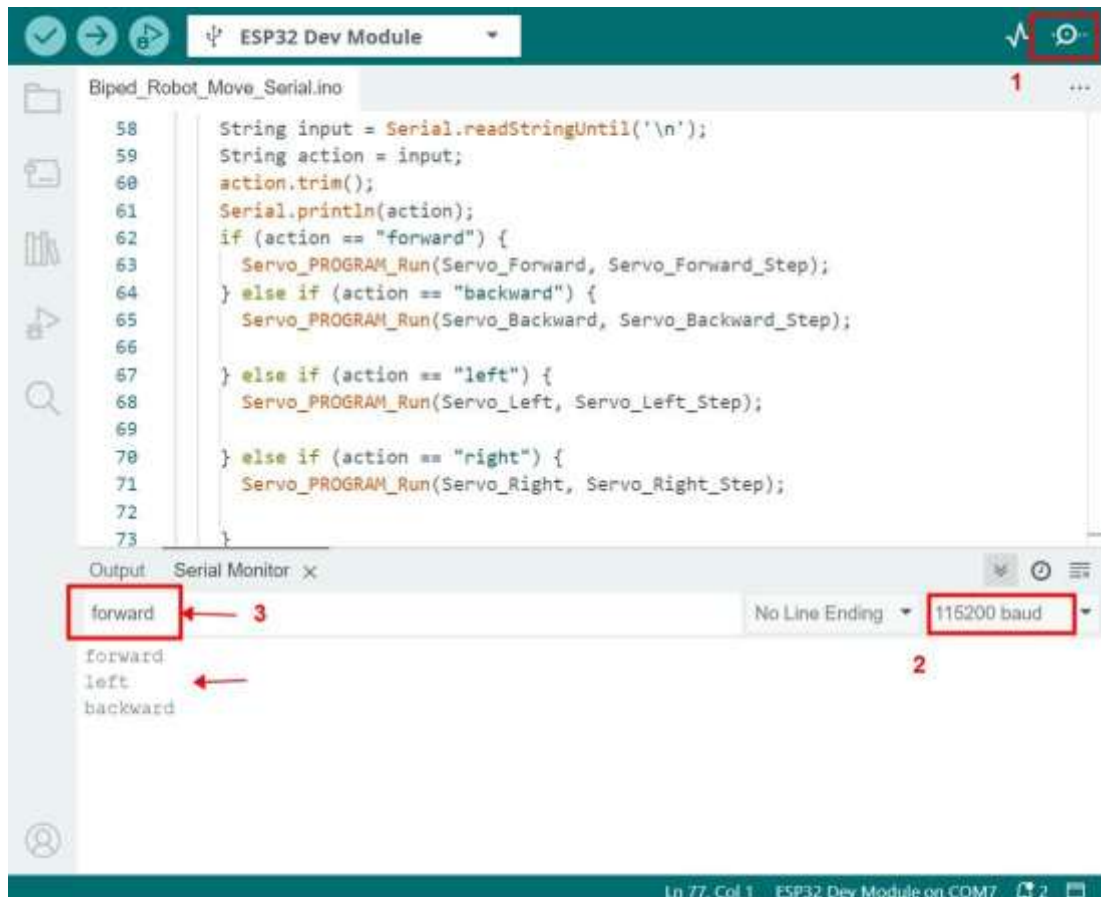 ESP32 Dev Module
1
Biped_Robot_Move_Serial.ino
58 String input = Serial.readStringUntil('\n');
59 String action = input;
60 action.trim();
61 Serial.println(action);
62 if (action == "forward") {
63 Servo_PROGRAM_Run(Servo_Forward, Servo_Forward_Step);
64 } else if (action == "backward") {
65 Servo_PROGRAM_Run(Servo_Backward, Servo_Backward_Step);
66
67 } else if (action == "left") {
68 Servo_PROGRAM_Run(Servo_Left, Servo_Left_Step);
69
70 } else if (action == "right") {
71 Servo_PROGRAM_Run(Servo_Right, Servo_Right_Step);
72
73 }
Output Serial Monitor
forward 3 No Line Ending 115200 baud
2
forward
left
backward
Ln 77, Col 1 ESP32 Dev Module on COM7 2